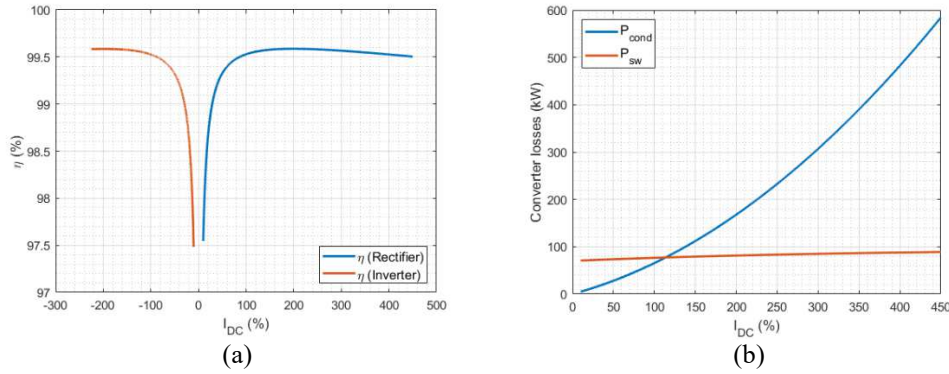 η (%)
99.5
99
98.5
98
97.5
97
-300 -200 -100 0 100 200 300 400 500
I_DC (%)
η (Rectifier)
η (Inverter)
(a)
Converter losses (kW)
600
500
400
300
200
100
0
0 50 100 150 200 250 300 350 400 450
I_DC (%)
P_cond
P_sw
(b)